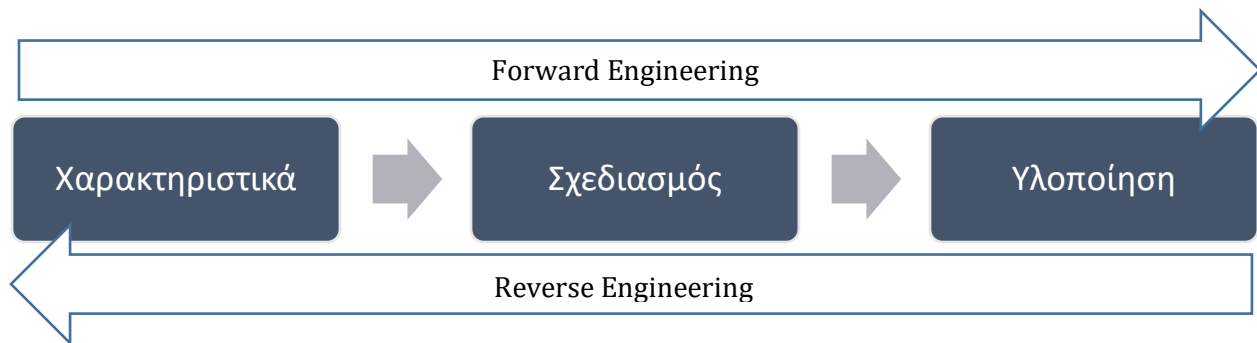 Forward Engineering
Χαρακτηριστικά
Σχεδιασμός
Υλοποίηση
Reverse Engineering